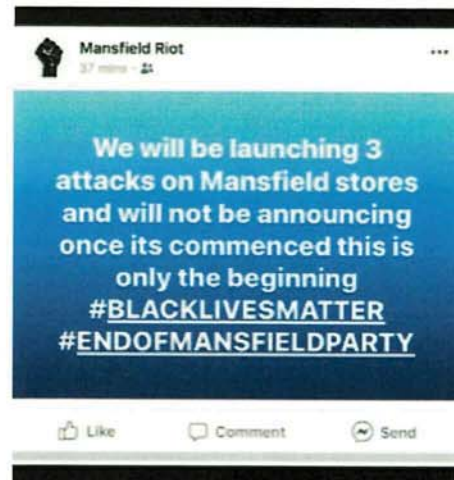 Mansfield Riot
37 mins
We will be launching 3
attacks on Mansfield stores
and will not be announcing
once its commenced this is
only the beginning
#BLACKLIVESMATTER
#ENDOFMANSFIELDPARTY
Like Comment Send